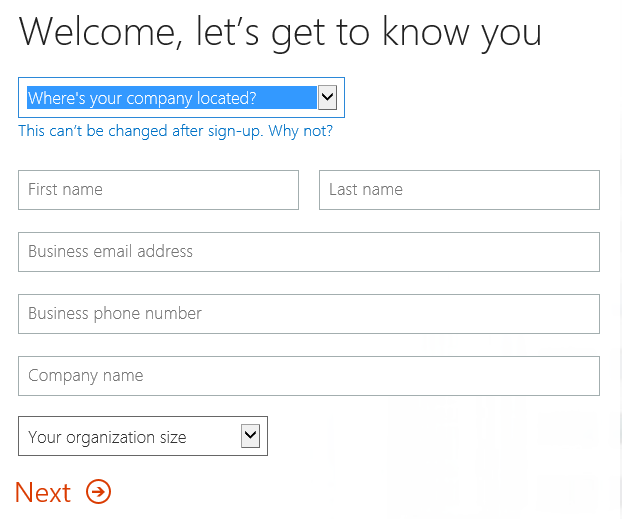 Welcome, let’s get to know you
Where's your company located?
This can’t be changed after sign-up. Why not?
First name Last name
Business email address
Business phone number
Company name
Your organization size
Next